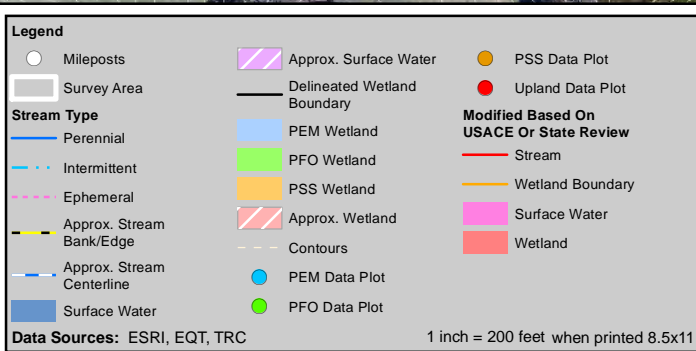 Legend
Mileposts
Survey Area
Stream Type
Perennial
Intermittent
Ephemeral
Approx. Stream
Bank/Edge
Approx. Stream
Centerline
Surface Water
Approx. Surface Water
Delineated Wetland
Boundary
PEM Wetland
PFO Wetland
PSS Wetland
Approx. Wetland
Contours
PEM Data Plot
PFO Data Plot
PSS Data Plot
Upland Data Plot
Modified Based On
USACE Or State Review
Stream
Wetland Boundary
Surface Water
Wetland
Data Sources: ESRI, EQT, TRC
1 inch = 200 feet when printed 8.5x11